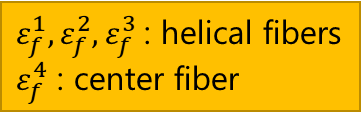 𝜀_f^1, 𝜀_f^2, 𝜀_f^3 : helical fibers
𝜀_f^4 : center fiber